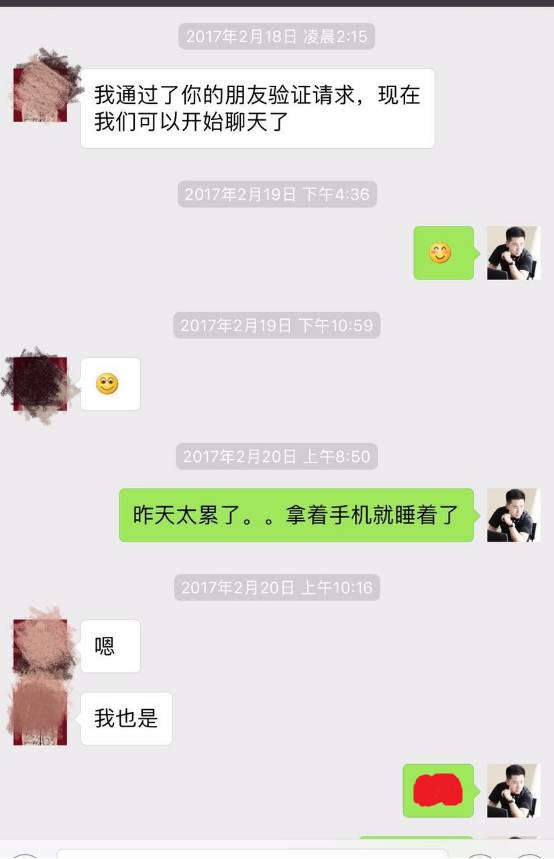 2017年2月18日 凌晨2:15
我通过了你的朋友验证请求，现在
我们可以开始聊天了
2017年2月19日 下午4:36
2017年2月19日 下午10:59
2017年2月20日 上午8:50
昨天太累了。。拿着手机就睡着了
2017年2月20日 上午10:16
嗯
我也是